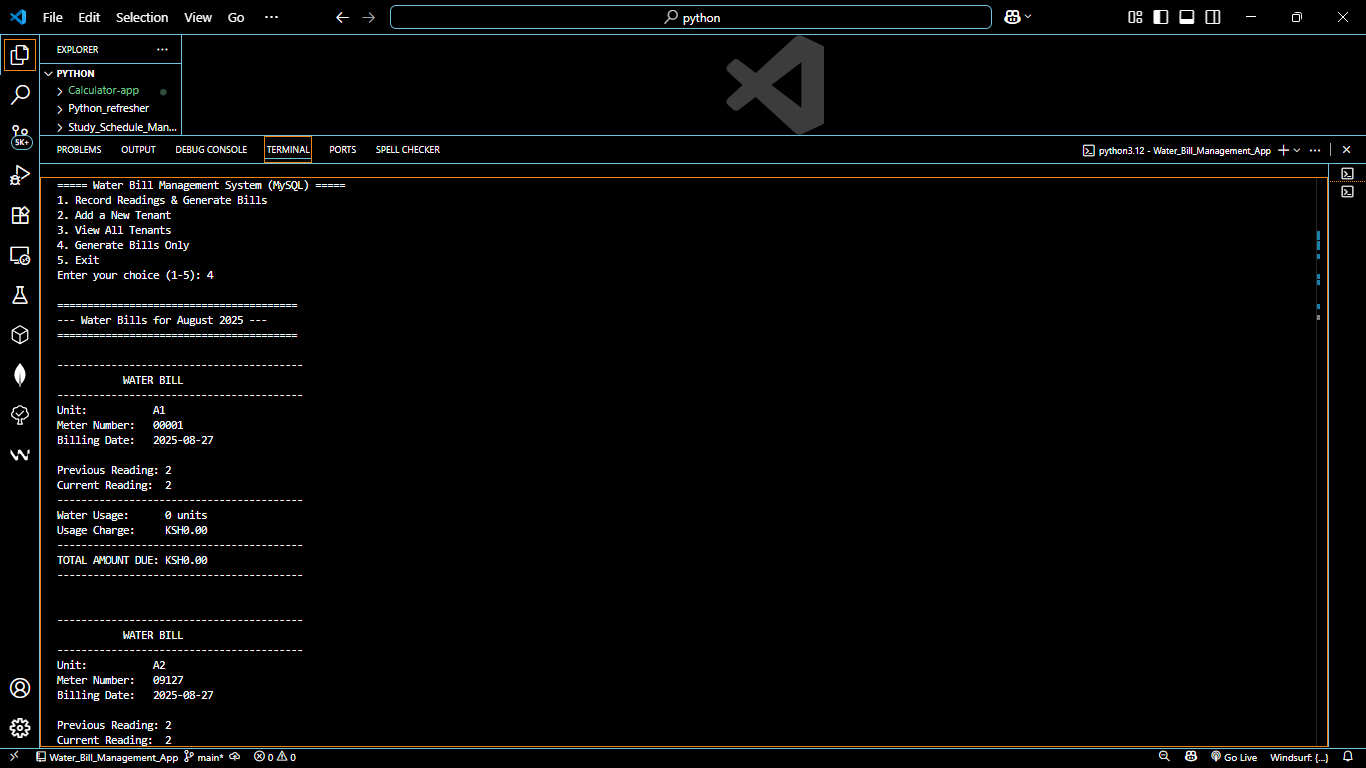 File Edit Selection View Go ··· python
EXPLORER ···
PYTHON
Calculator-app
Python_refresher
Study_Schedule_Man...
5K+
PROBLEMS OUTPUT DEBUG CONSOLE TERMINAL PORTS SPELL CHECKER python3.12 - Water_Bill_Management_App ···
===== Water Bill Management System (MySQL) =====
1. Record Readings & Generate Bills
2. Add a New Tenant
3. View All Tenants
4. Generate Bills Only
5. Exit
Enter your choice (1-5): 4
========================================
--- Water Bills for August 2025 ---
========================================
-----------------------------------------
WATER BILL
-----------------------------------------
Unit: A1
Meter Number: 00001
Billing Date: 2025-08-27
Previous Reading: 2
Current Reading: 2
-----------------------------------------
Water Usage: 0 units
Usage Charge: KSH0.00
-----------------------------------------
TOTAL AMOUNT DUE: KSH0.00
-----------------------------------------
-----------------------------------------
WATER BILL
-----------------------------------------
Unit: A2
Meter Number: 09127
Billing Date: 2025-08-27
Previous Reading: 2
Current Reading: 2
Water_Bill_Management_App main* 0 0 Go Live Windsurf: {...}